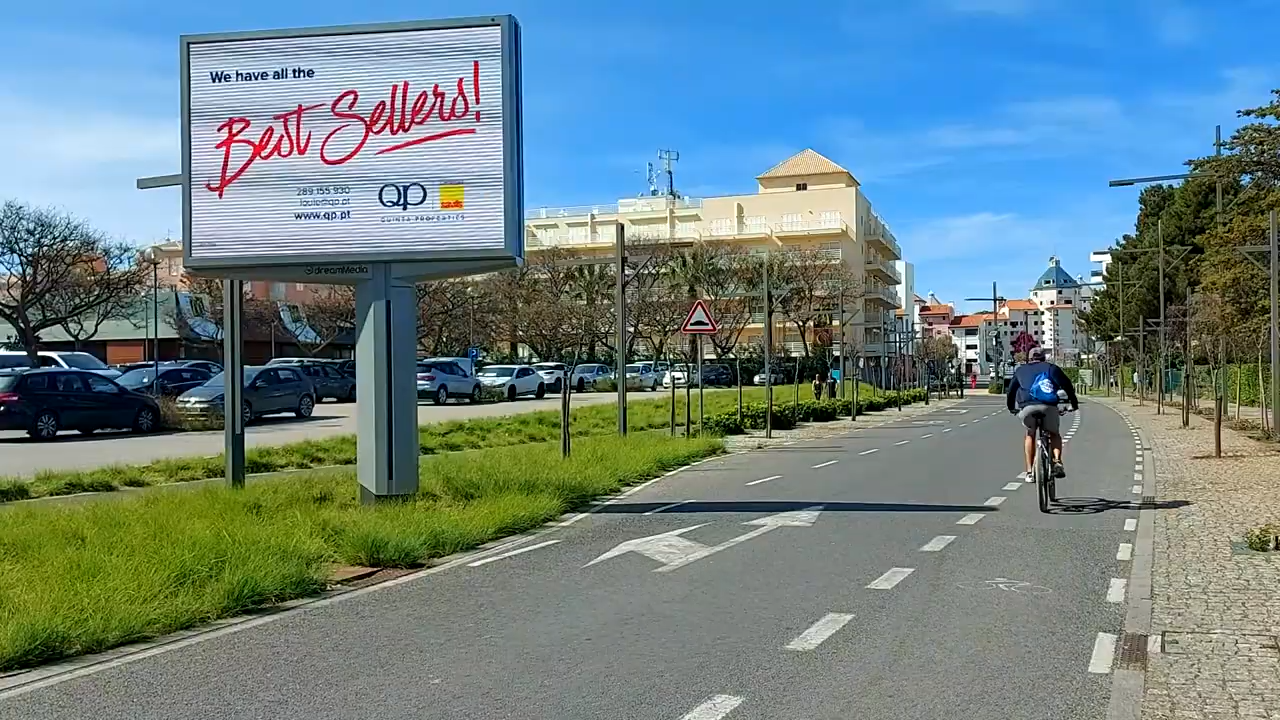 We have all the
Best Sellers!
289 155 930
loule@qp.pt
www.qp.pt
qp
QUINTA PROPERTIES
savills
dreamMedia
P